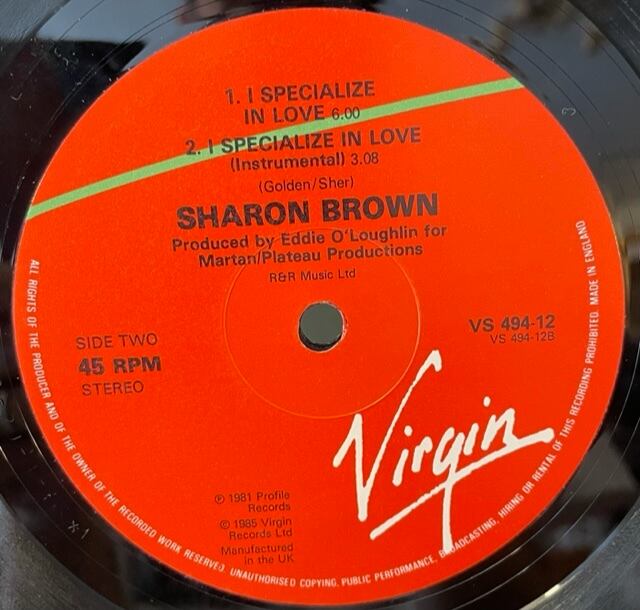 1. I SPECIALIZE
IN LOVE 6.00
2. I SPECIALIZE IN LOVE
(Instrumental) 3.08
(Golden/Sher)
SHARON BROWN
Produced by Eddie O'Loughlin for
Martan/Plateau Productions
R&R Music Ltd
SIDE TWO
45 RPM
STEREO
VS 494-12
VS 494-12B
Virgin
℗ 1981 Profile
Records
© 1985 Virgin
Records Ltd
Manufactured
in the UK
ALL RIGHTS OF THE PRODUCER AND OF THE OWNER OF THE RECORDED WORK RESERVED. UNAUTHORISED COPYING, PUBLIC PERFORMANCE, BROADCASTING, HIRING OR RENTAL OF THIS RECORDING PROHIBITED. MADE IN ENGLAND